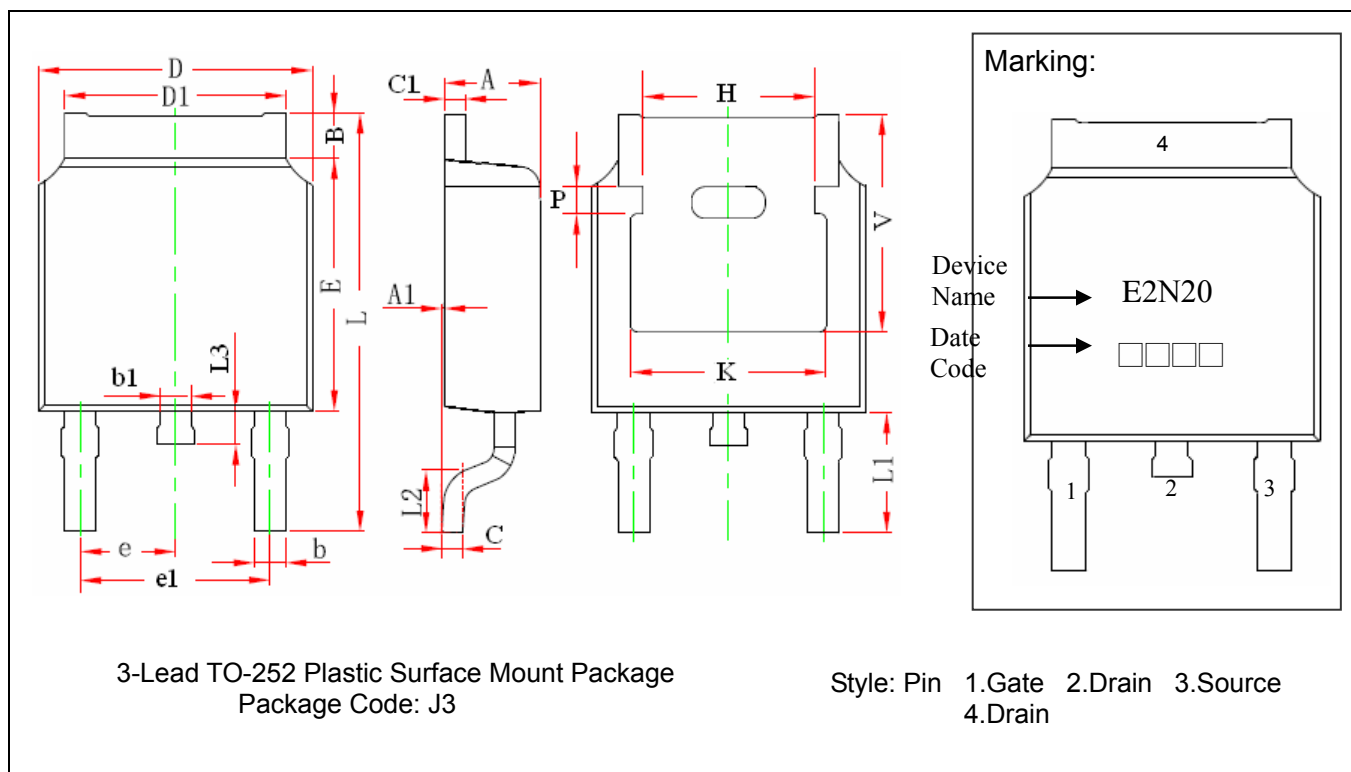 D
D1
B
E
L
L3
b1
e
e1
b
C1
A
A1
L2
C
H
P
V
K
L1
Marking:
4
Device
Name
E2N20
Date
Code
□□□□
1
2
3
3-Lead TO-252 Plastic Surface Mount Package
Package Code: J3
Style: Pin 1.Gate 2.Drain 3.Source
4.Drain